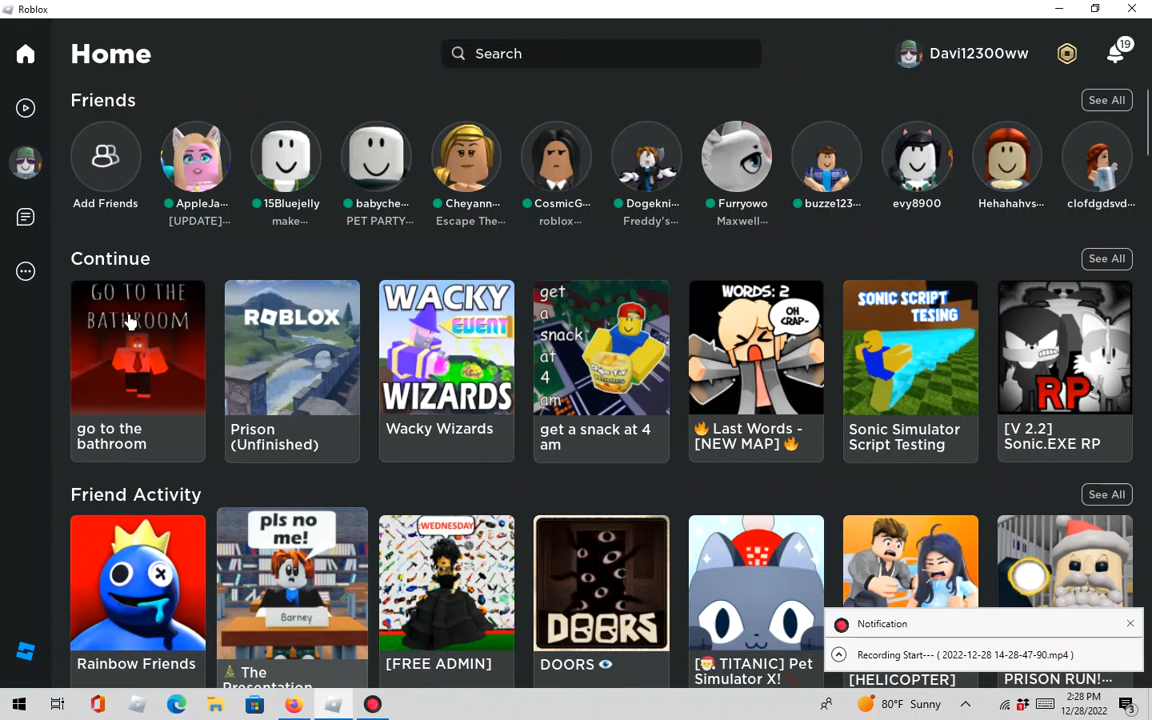 Roblox
Home
Search
Davi12300ww
19
Friends
See All
Add Friends
AppleJa...
[UPDATE]...
15Bluejelly
make...
babyche...
PET PARTY...
Cheyann...
Escape The...
CosmicG...
roblox...
Dogekni...
Freddy's...
Furryowo
Maxwell...
buzze123...
evy8900
Hehahahvs...
clofdgdsvd...
Continue
See All
GO TO THE
BATHROOM
go to the
bathroom
ROBLOX
Prison
(Unfinished)
WACKY
EVENT
WIZARDS
Wacky Wizards
get
a
snack
at
4
am
get a snack at 4
am
WORDS: 2
OH
CRAP-
🔥 Last Words -
[NEW MAP] 🔥
SONIC SCRIPT
TESING
Sonic Simulator
Script Testing
RP
[V 2.2]
Sonic.EXE RP
Friend Activity
See All
Rainbow Friends
pls no
me!
Barney
🎄 The
Presentation
WEDNESDAY
[FREE ADMIN]
DOORS
DOORS 👁️
[🎅 TITANIC] Pet
Simulator X!
[HELICOPTER]
PRISON RUN!...
Notification
Recording Start--- ( 2022-12-28 14-28-47-90.mp4 )
80°F Sunny
2:28 PM
12/28/2022
3